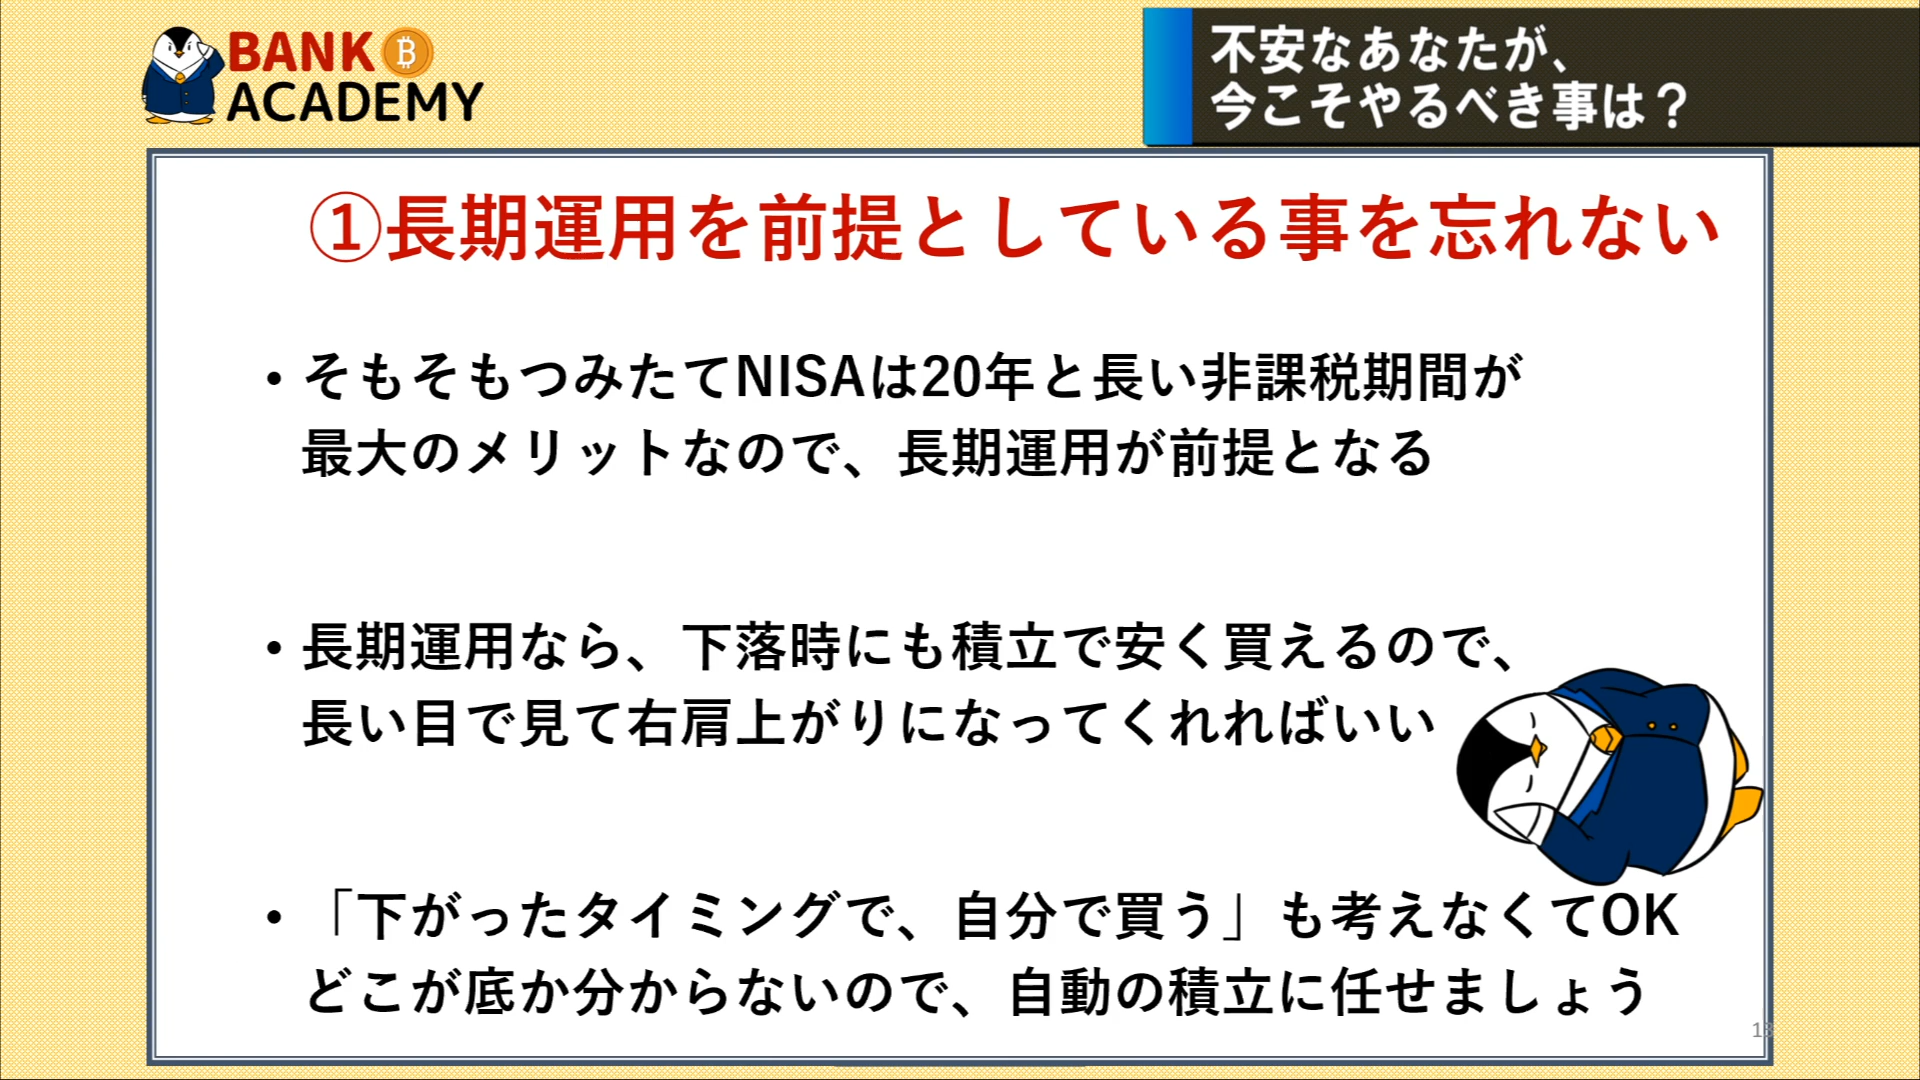 BANK
ACADEMY
不安なあなたが、
今こそやるべき事は？
①長期運用を前提としている事を忘れない
・そもそもつみたてNISAは20年と長い非課税期間が
最大のメリットなので、長期運用が前提となる
・長期運用なら、下落時にも積立で安く買えるので、
長い目で見て右肩上がりになってくれればいい
・「下がったタイミングで、自分で買う」も考えなくてOK
どこが底か分からないので、自動の積立に任せましょう